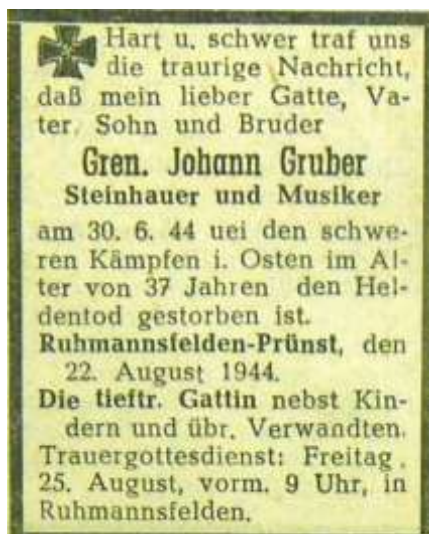 Hart u. schwer traf uns
die traurige Nachricht,
daß mein lieber Gatte, Va-
ter, Sohn und Bruder
Gren. Johann Gruber
Steinhauer und Musiker
am 30. 6. 44 uei den schwe-
ren Kämpfen i. Osten im Al-
ter von 37 Jahren den Hel-
dentod gestorben ist.
Ruhmannsfelden-Prünst, den
22. August 1944.
Die tieftr. Gattin nebst Kin-
dern und übr. Verwandten.
Trauergottesdienst: Freitag,
25. August, vorm. 9 Uhr, in
Ruhmannsfelden.